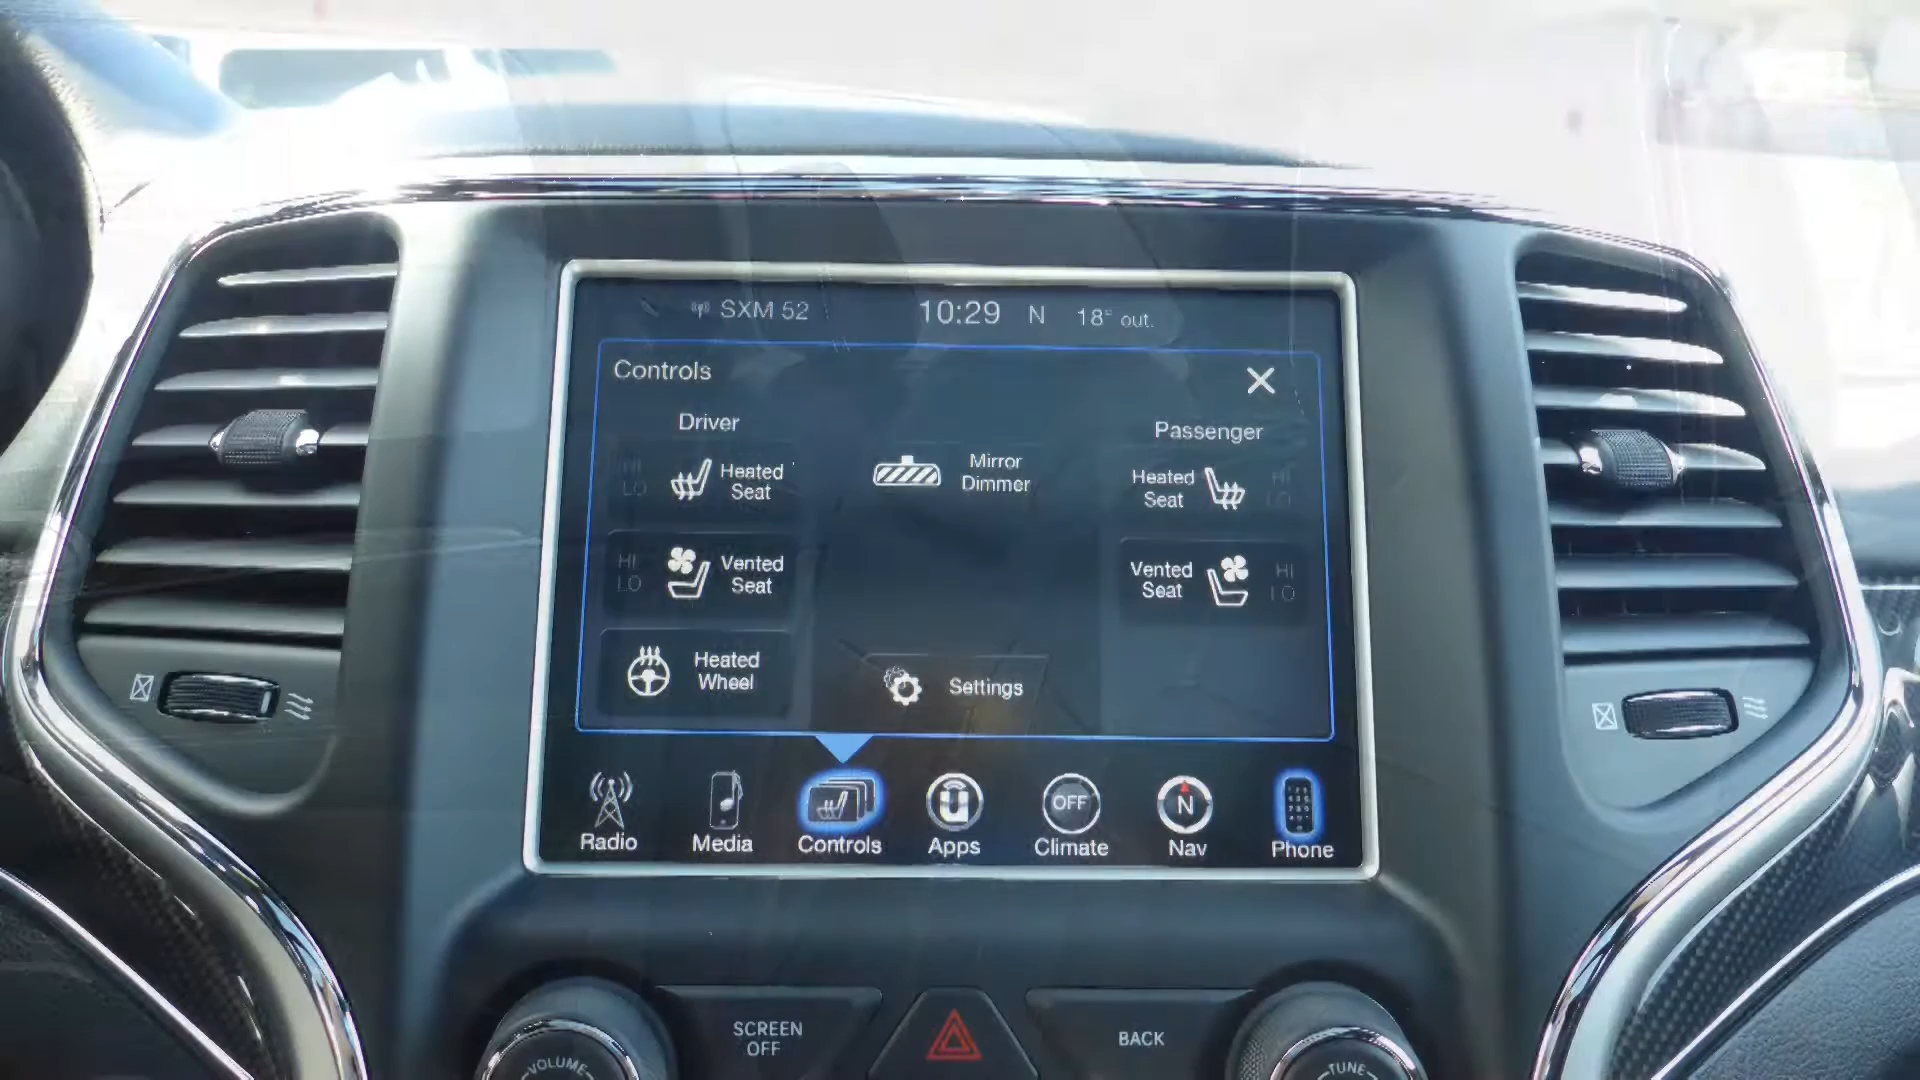 SXM 52 10:29 N 18° out.
Controls
Driver
Passenger
HI
LO
Heated
Seat
Mirror
Dimmer
Heated
Seat
HI
LO
HI
LO
Vented
Seat
Vented
Seat
HI
LO
Heated
Wheel
Settings
OFF
N
Radio
Media
Controls
Apps
Climate
Nav
Phone
SCREEN
OFF
BACK
VOLUME
TUNE